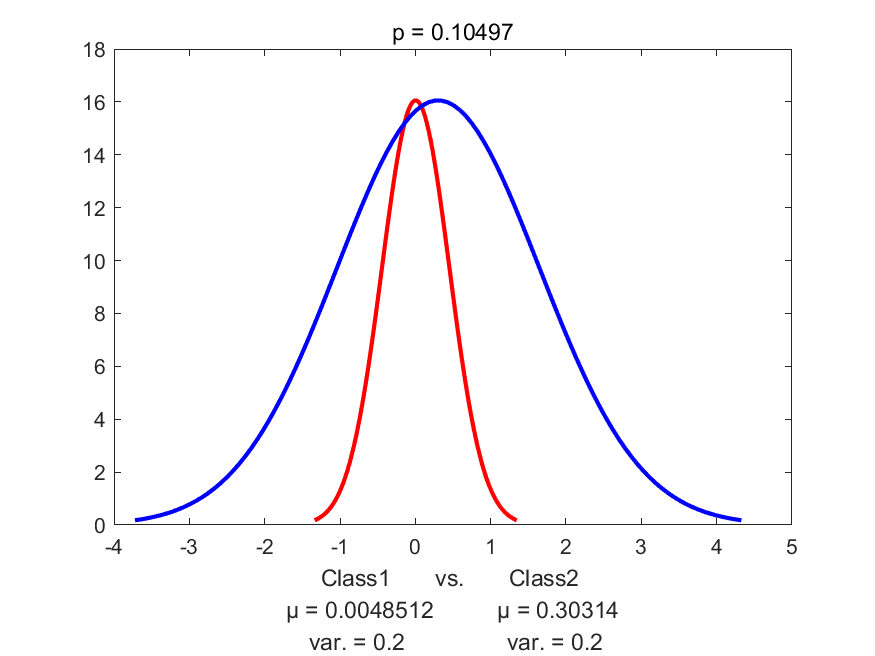 p = 0.10497
18
16
14
12
10
8
6
4
2
0
-4 -3 -2 -1 0 1 2 3 4 5
Class1 vs. Class2
μ = 0.0048512 μ = 0.30314
var. = 0.2 var. = 0.2